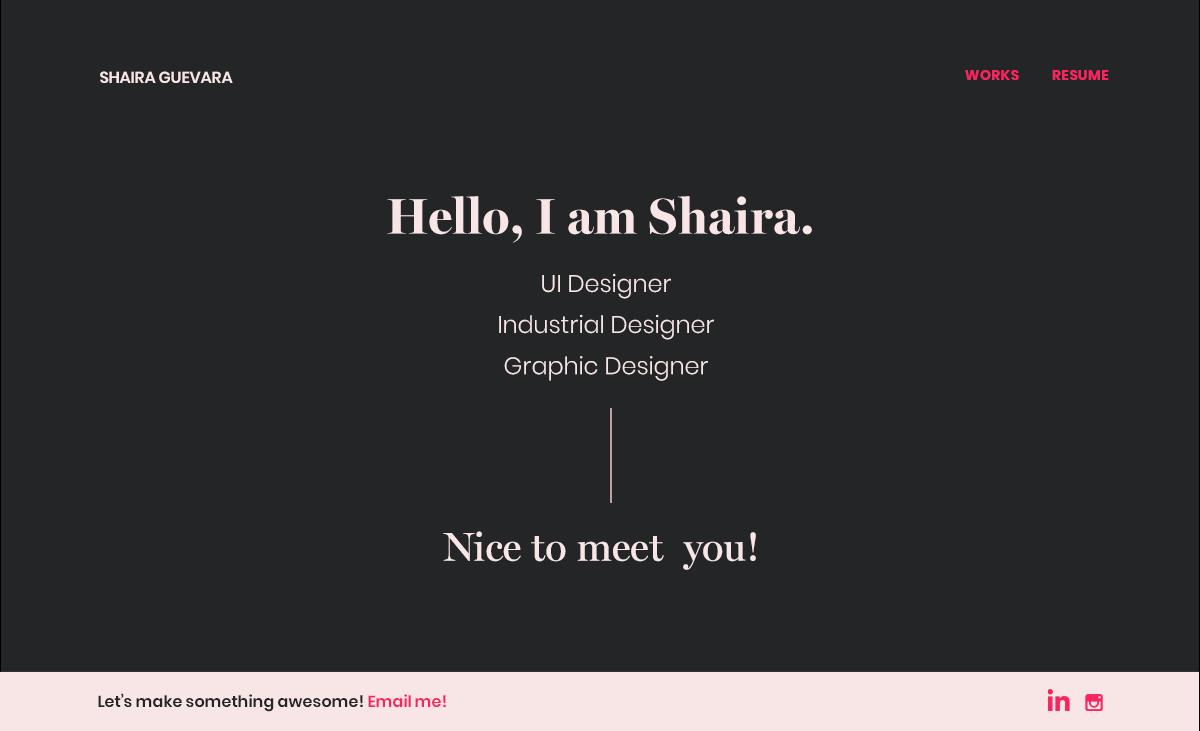 SHAIRA GUEVARA
WORKS RESUME
Hello, I am Shaira.
UI Designer
Industrial Designer
Graphic Designer
Nice to meet you!
Let's make something awesome! Email me!
in